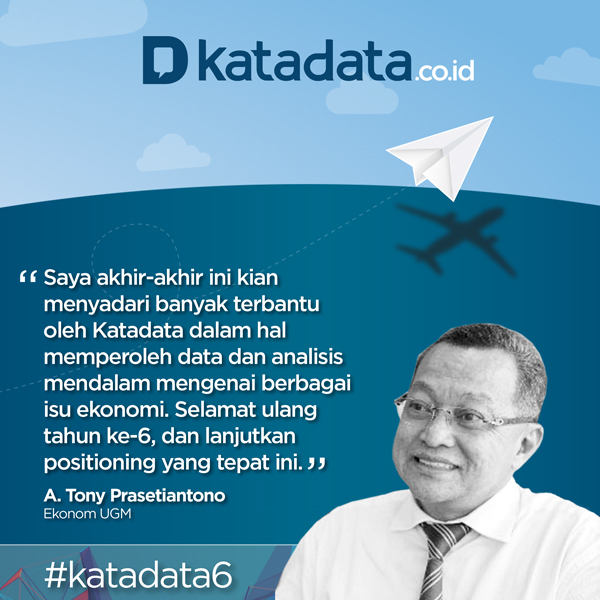 katadata.co.id
“ Saya akhir-akhir ini kian
menyadari banyak terbantu
oleh Katadata dalam hal
memperoleh data dan analisis
mendalam mengenai berbagai
isu ekonomi. Selamat ulang
tahun ke-6, dan lanjutkan
positioning yang tepat ini. ”
A. Tony Prasetiantono
Ekonom UGM
#katadata6